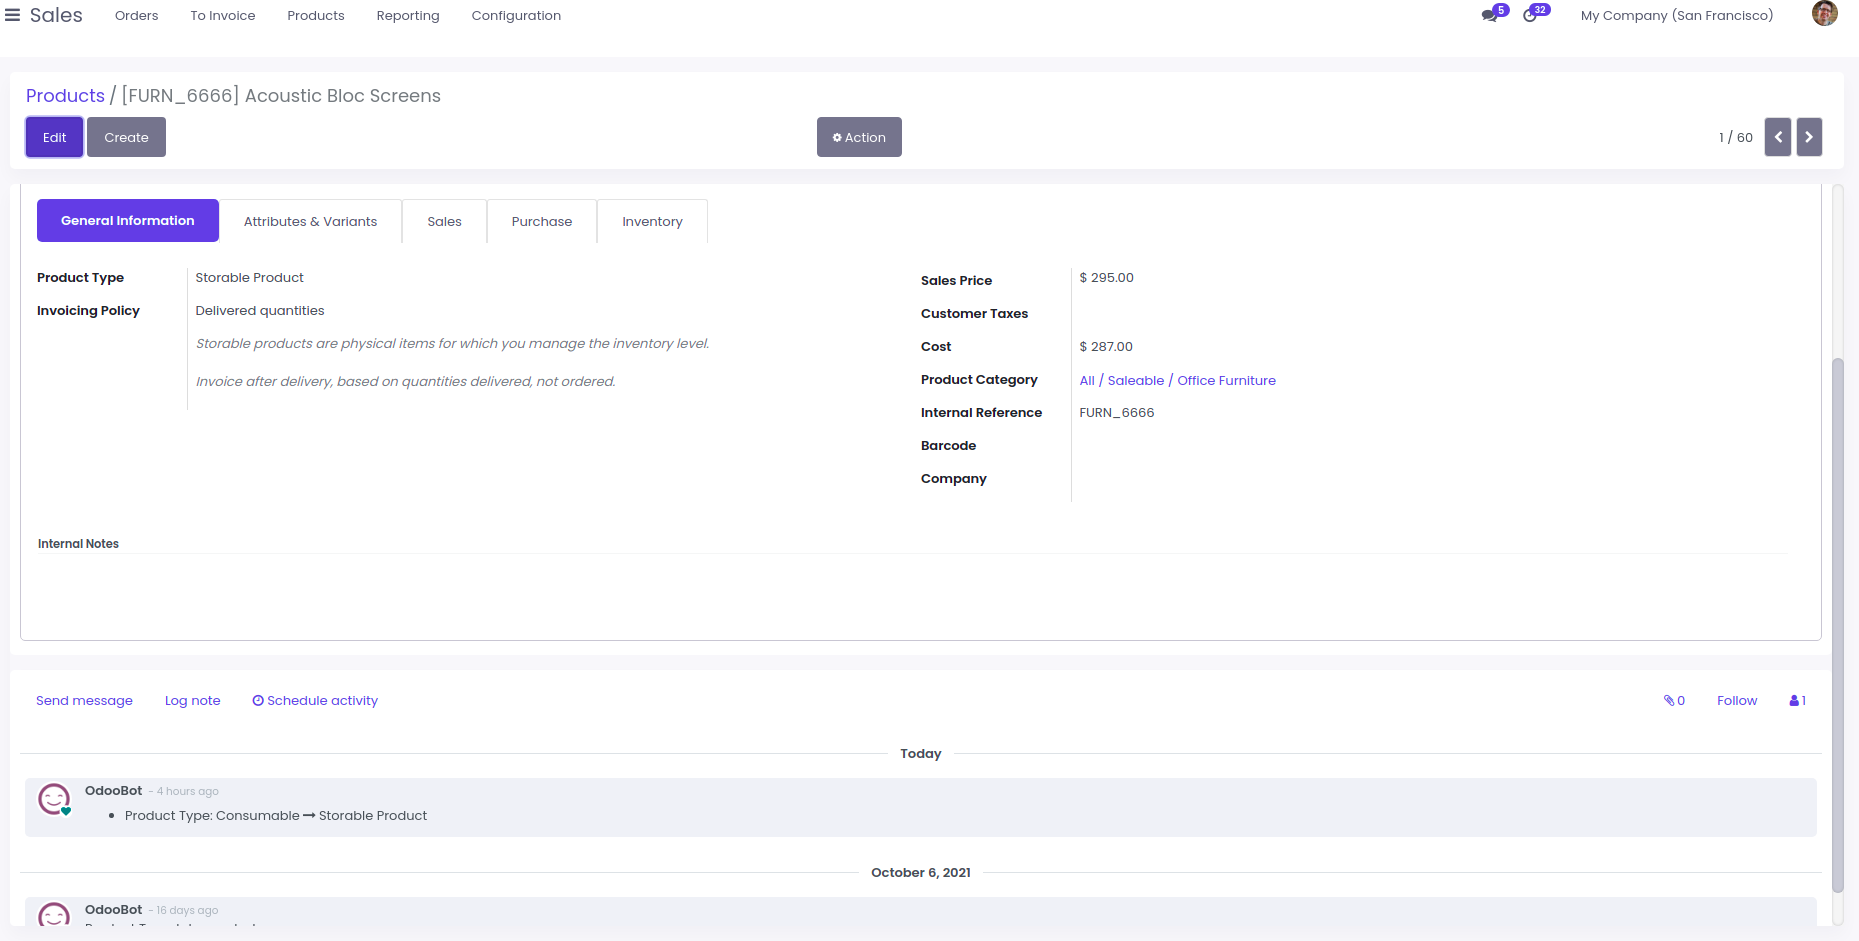 Sales Orders To Invoice Products Reporting Configuration 5 32 My Company (San Francisco)
Products / [FURN_6666] Acoustic Bloc Screens
Edit Create Action 1 / 60
General Information Attributes & Variants Sales Purchase Inventory
Product Type Storable Product
Invoicing Policy Delivered quantities
Storable products are physical items for which you manage the inventory level.
Invoice after delivery, based on quantities delivered, not ordered.
Sales Price $ 295.00
Customer Taxes
Cost $ 287.00
Product Category All / Saleable / Office Furniture
Internal Reference FURN_6666
Barcode
Company
Internal Notes
Send message Log note Schedule activity 0 Follow 1
Today
OdooBot - 4 hours ago
• Product Type: Consumable → Storable Product
October 6, 2021
OdooBot - 16 days ago